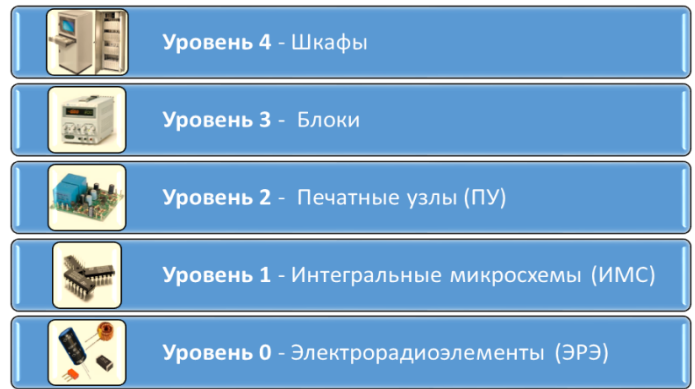 Уровень 4 - Шкафы
Уровень 3 - Блоки
Уровень 2 - Печатные узлы (ПУ)
Уровень 1 - Интегральные микросхемы (ИМС)
Уровень 0 - Электрорадиоэлементы (ЭРЭ)